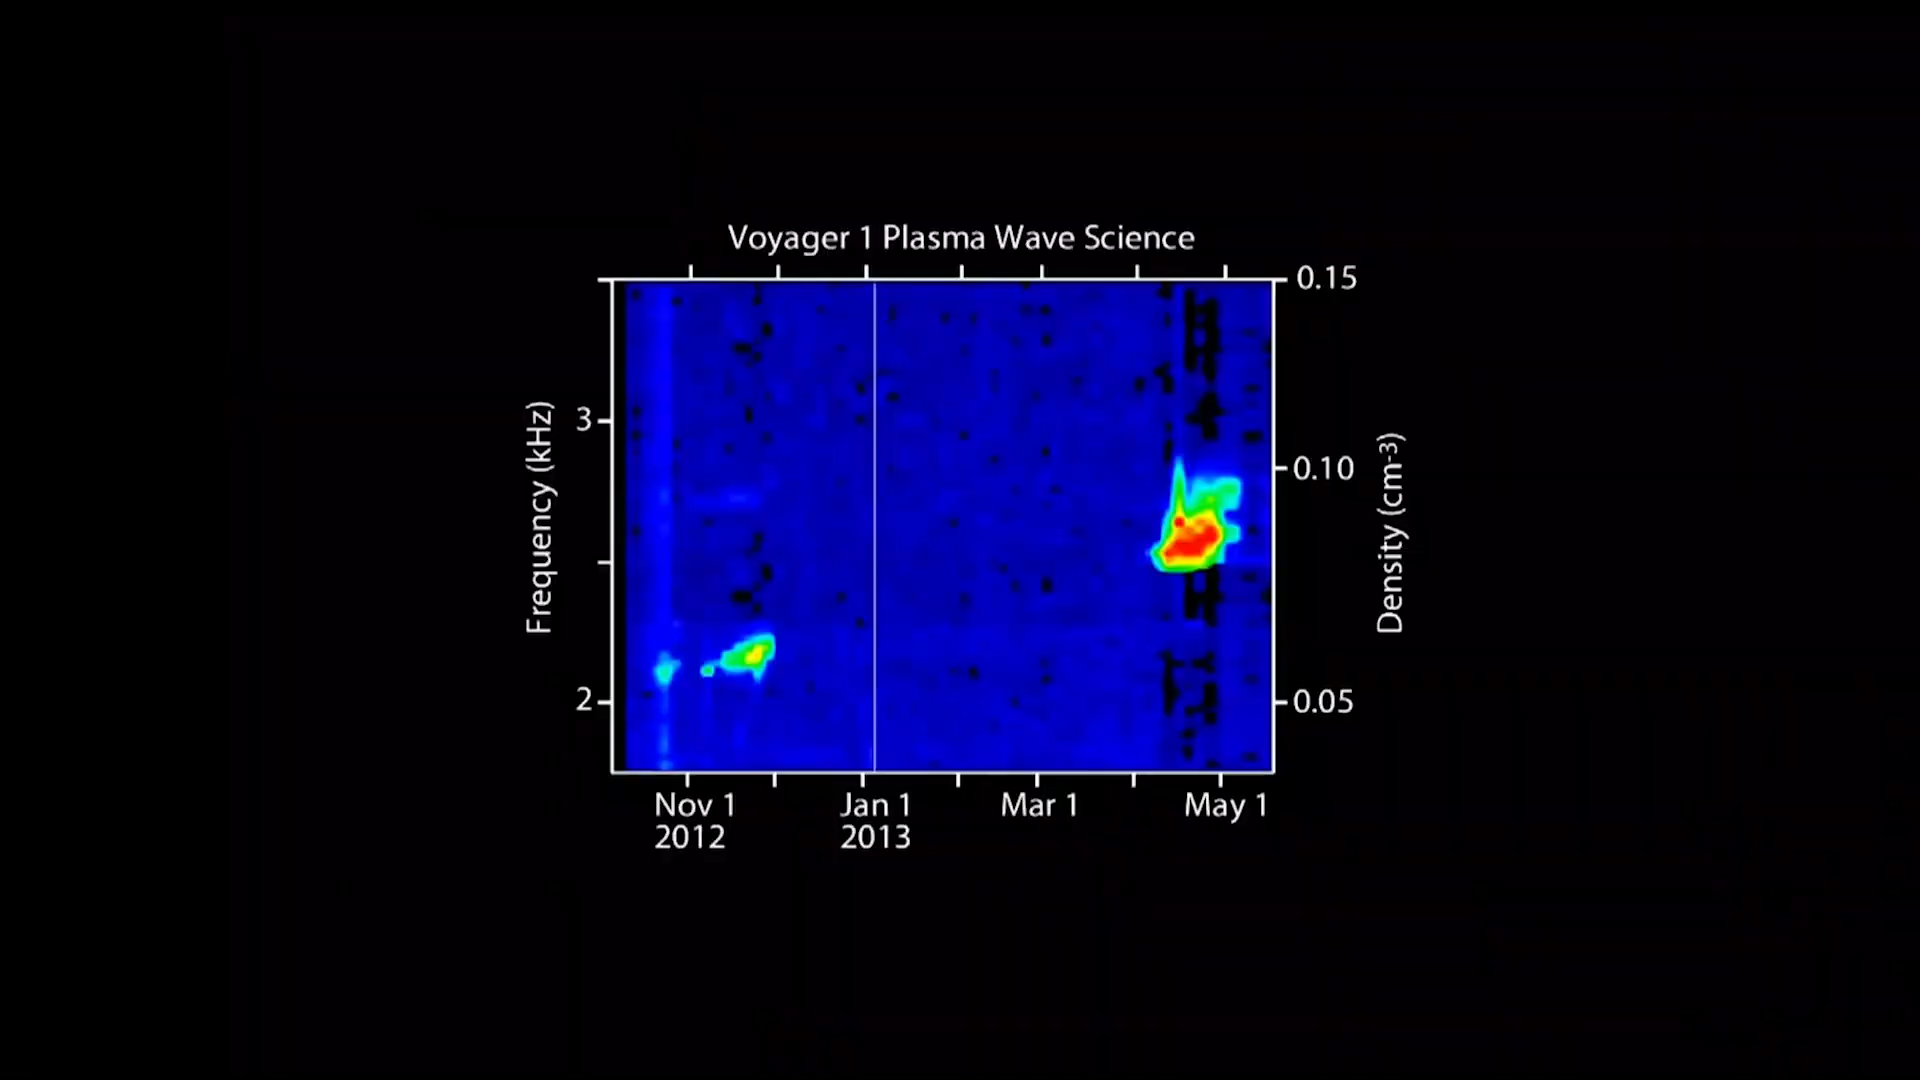 Voyager 1 Plasma Wave Science
0.15
3
0.10
Frequency (kHz)
Density (cm-3)
2
0.05
Nov 1
2012
Jan 1
2013
Mar 1
May 1